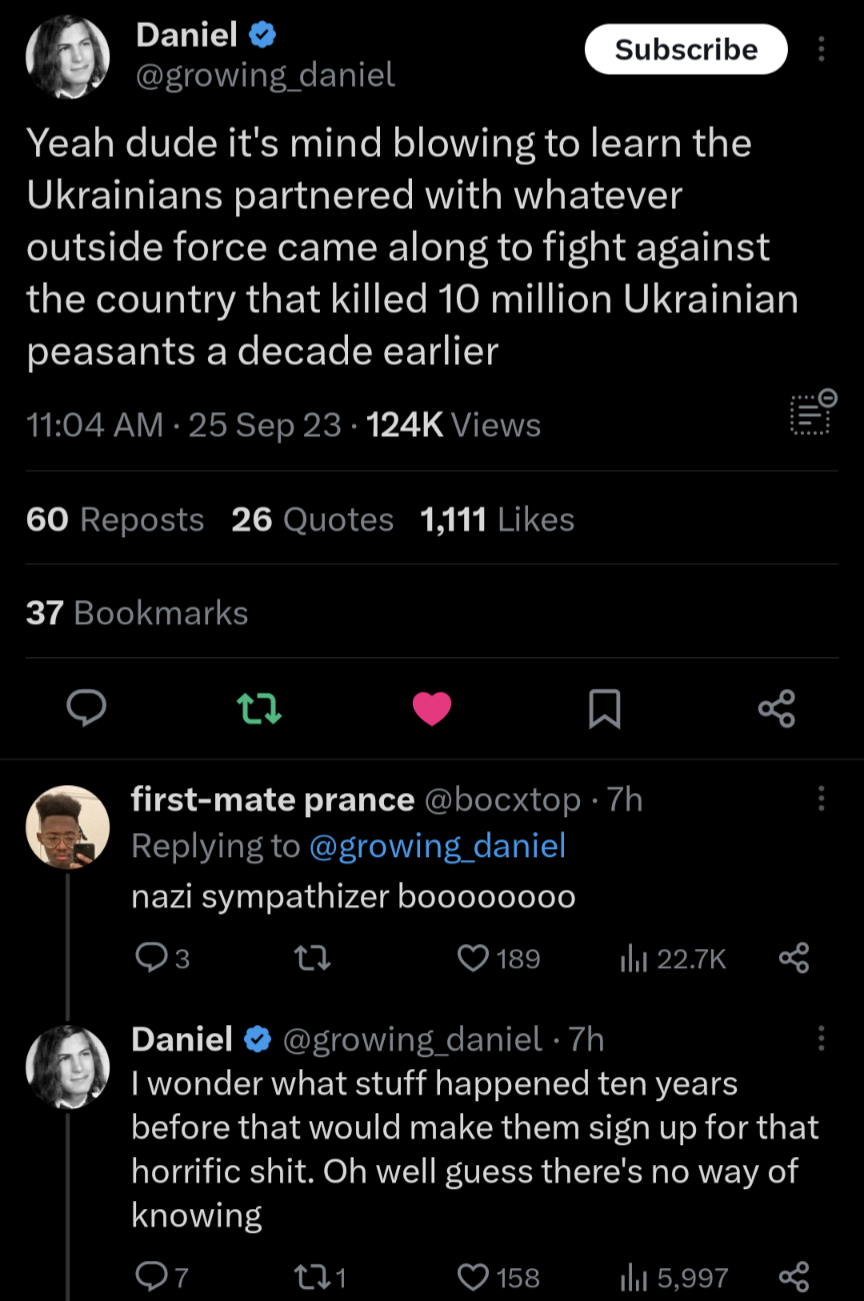 Daniel
Subscribe
@growing_daniel
Yeah dude it's mind blowing to learn the
Ukrainians partnered with whatever
outside force came along to fight against
the country that killed 10 million Ukrainian
peasants a decade earlier
11:04 AM · 25 Sep 23 · 124K Views
60 Reposts 26 Quotes 1,111 Likes
37 Bookmarks
first-mate prance @bocxtop · 7h
Replying to @growing_daniel
nazi sympathizer boooooooo
3 189 22.7K
Daniel @growing_daniel · 7h
I wonder what stuff happened ten years
before that would make them sign up for that
horrific shit. Oh well guess there's no way of
knowing
7 1 158 5,997